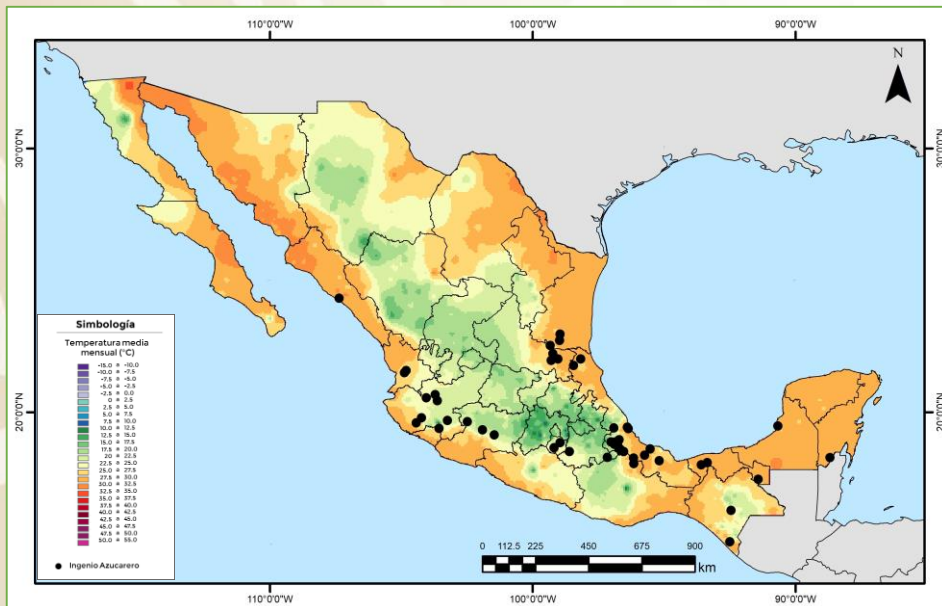 110°0'0"W 100°0'0"W 90°0'0"W
N
30°0'0"N 30°0'0"N
20°0'0"N 20°0'0"N
Simbología
Temperatura media
mensual (°C)
-15.0 a -10.0
-10.0 a -7.5
-7.5 a -5.0
-5.0 a -2.5
-2.5 a 0.0
0 a 2.5
2.5 a 5.0
5.0 a 7.5
7.5 a 10.0
10.0 a 12.5
12.5 a 15.0
15.0 a 17.5
17.5 a 20.0
20 a 22.5
22.5 a 25.0
25.0 a 27.5
27.5 a 30.0
30.0 a 32.5
32.5 a 35.0
35.0 a 37.5
37.5 a 40.0
40.0 a 42.5
42.5 a 45.0
45.0 a 47.5
47.5 a 50.0
50.0 a 55.0
Ingenio Azucarero
0 112.5 225 450 675 900
km
110°0'0"W 100°0'0"W 90°0'0"W